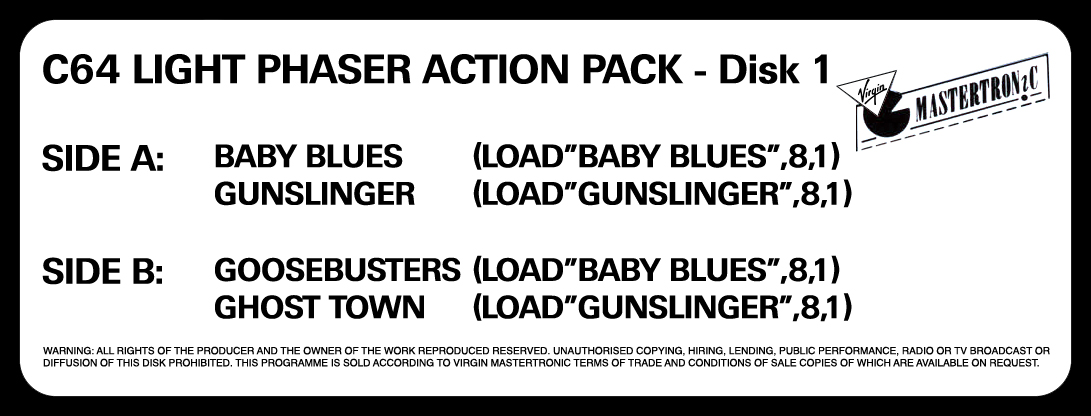 C64 LIGHT PHASER ACTION PACK - Disk 1
Virgin
MASTERTRONiC
SIDE A: BABY BLUES (LOAD"BABY BLUES",8,1)
GUNSLINGER (LOAD"GUNSLINGER",8,1)
SIDE B: GOOSEBUSTERS (LOAD"BABY BLUES",8,1)
GHOST TOWN (LOAD"GUNSLINGER",8,1)
WARNING: ALL RIGHTS OF THE PRODUCER AND THE OWNER OF THE WORK REPRODUCED RESERVED. UNAUTHORISED COPYING, HIRING, LENDING, PUBLIC PERFORMANCE, RADIO OR TV BROADCAST OR
DIFFUSION OF THIS DISK PROHIBITED. THIS PROGRAMME IS SOLD ACCORDING TO VIRGIN MASTERTRONIC TERMS OF TRADE AND CONDITIONS OF SALE COPIES OF WHICH ARE AVAILABLE ON REQUEST.